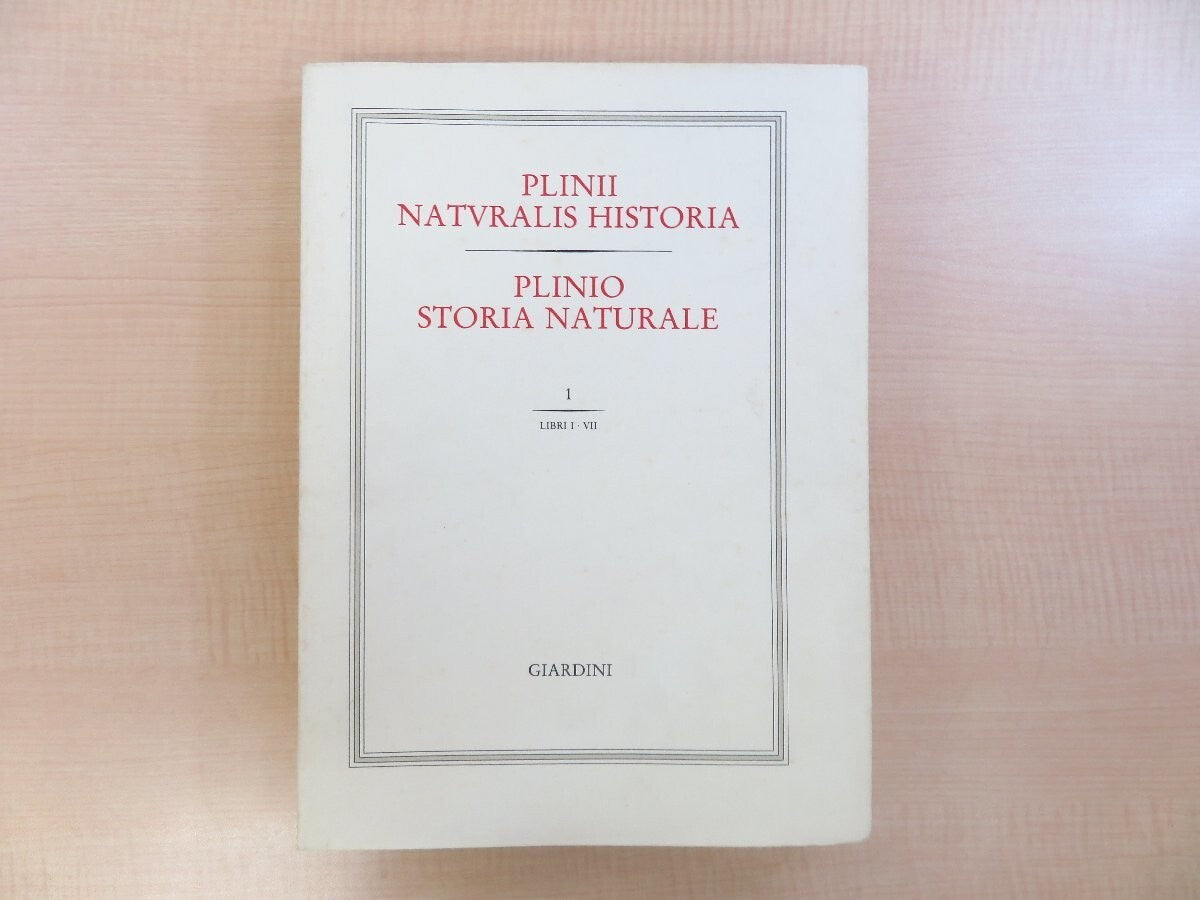 PLINII
NATVRALIS HISTORIA
PLINIO
STORIA NATURALE
1
LIBRI I · VII
GIARDINI